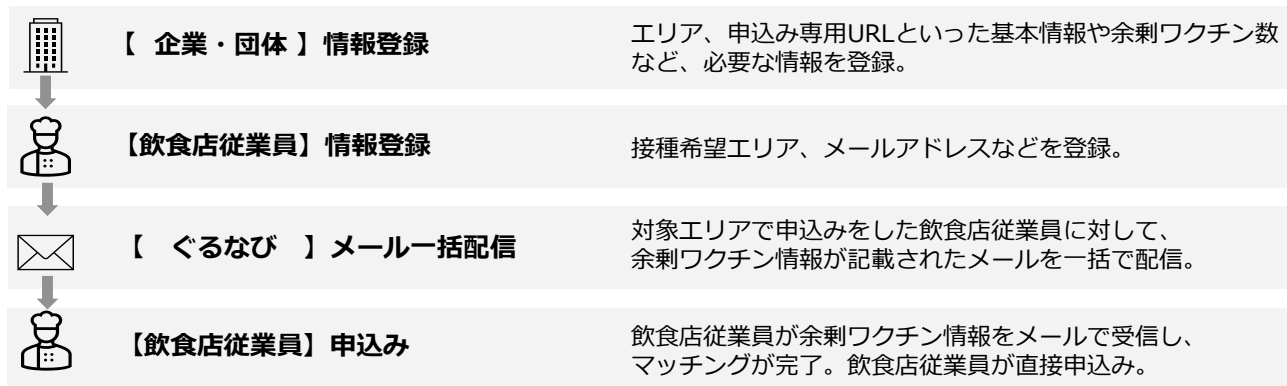 【 企業・団体 】情報登録
エリア、申込み専用URLといった基本情報や余剰ワクチン数
など、必要な情報を登録。
【飲食店従業員】情報登録
接種希望エリア、メールアドレスなどを登録。
【 ぐるなび 】メール一括配信
対象エリアで申込みをした飲食店従業員に対して、
余剰ワクチン情報が記載されたメールを一括で配信。
【飲食店従業員】申込み
飲食店従業員が余剰ワクチン情報をメールで受信し、
マッチングが完了。飲食店従業員が直接申込み。